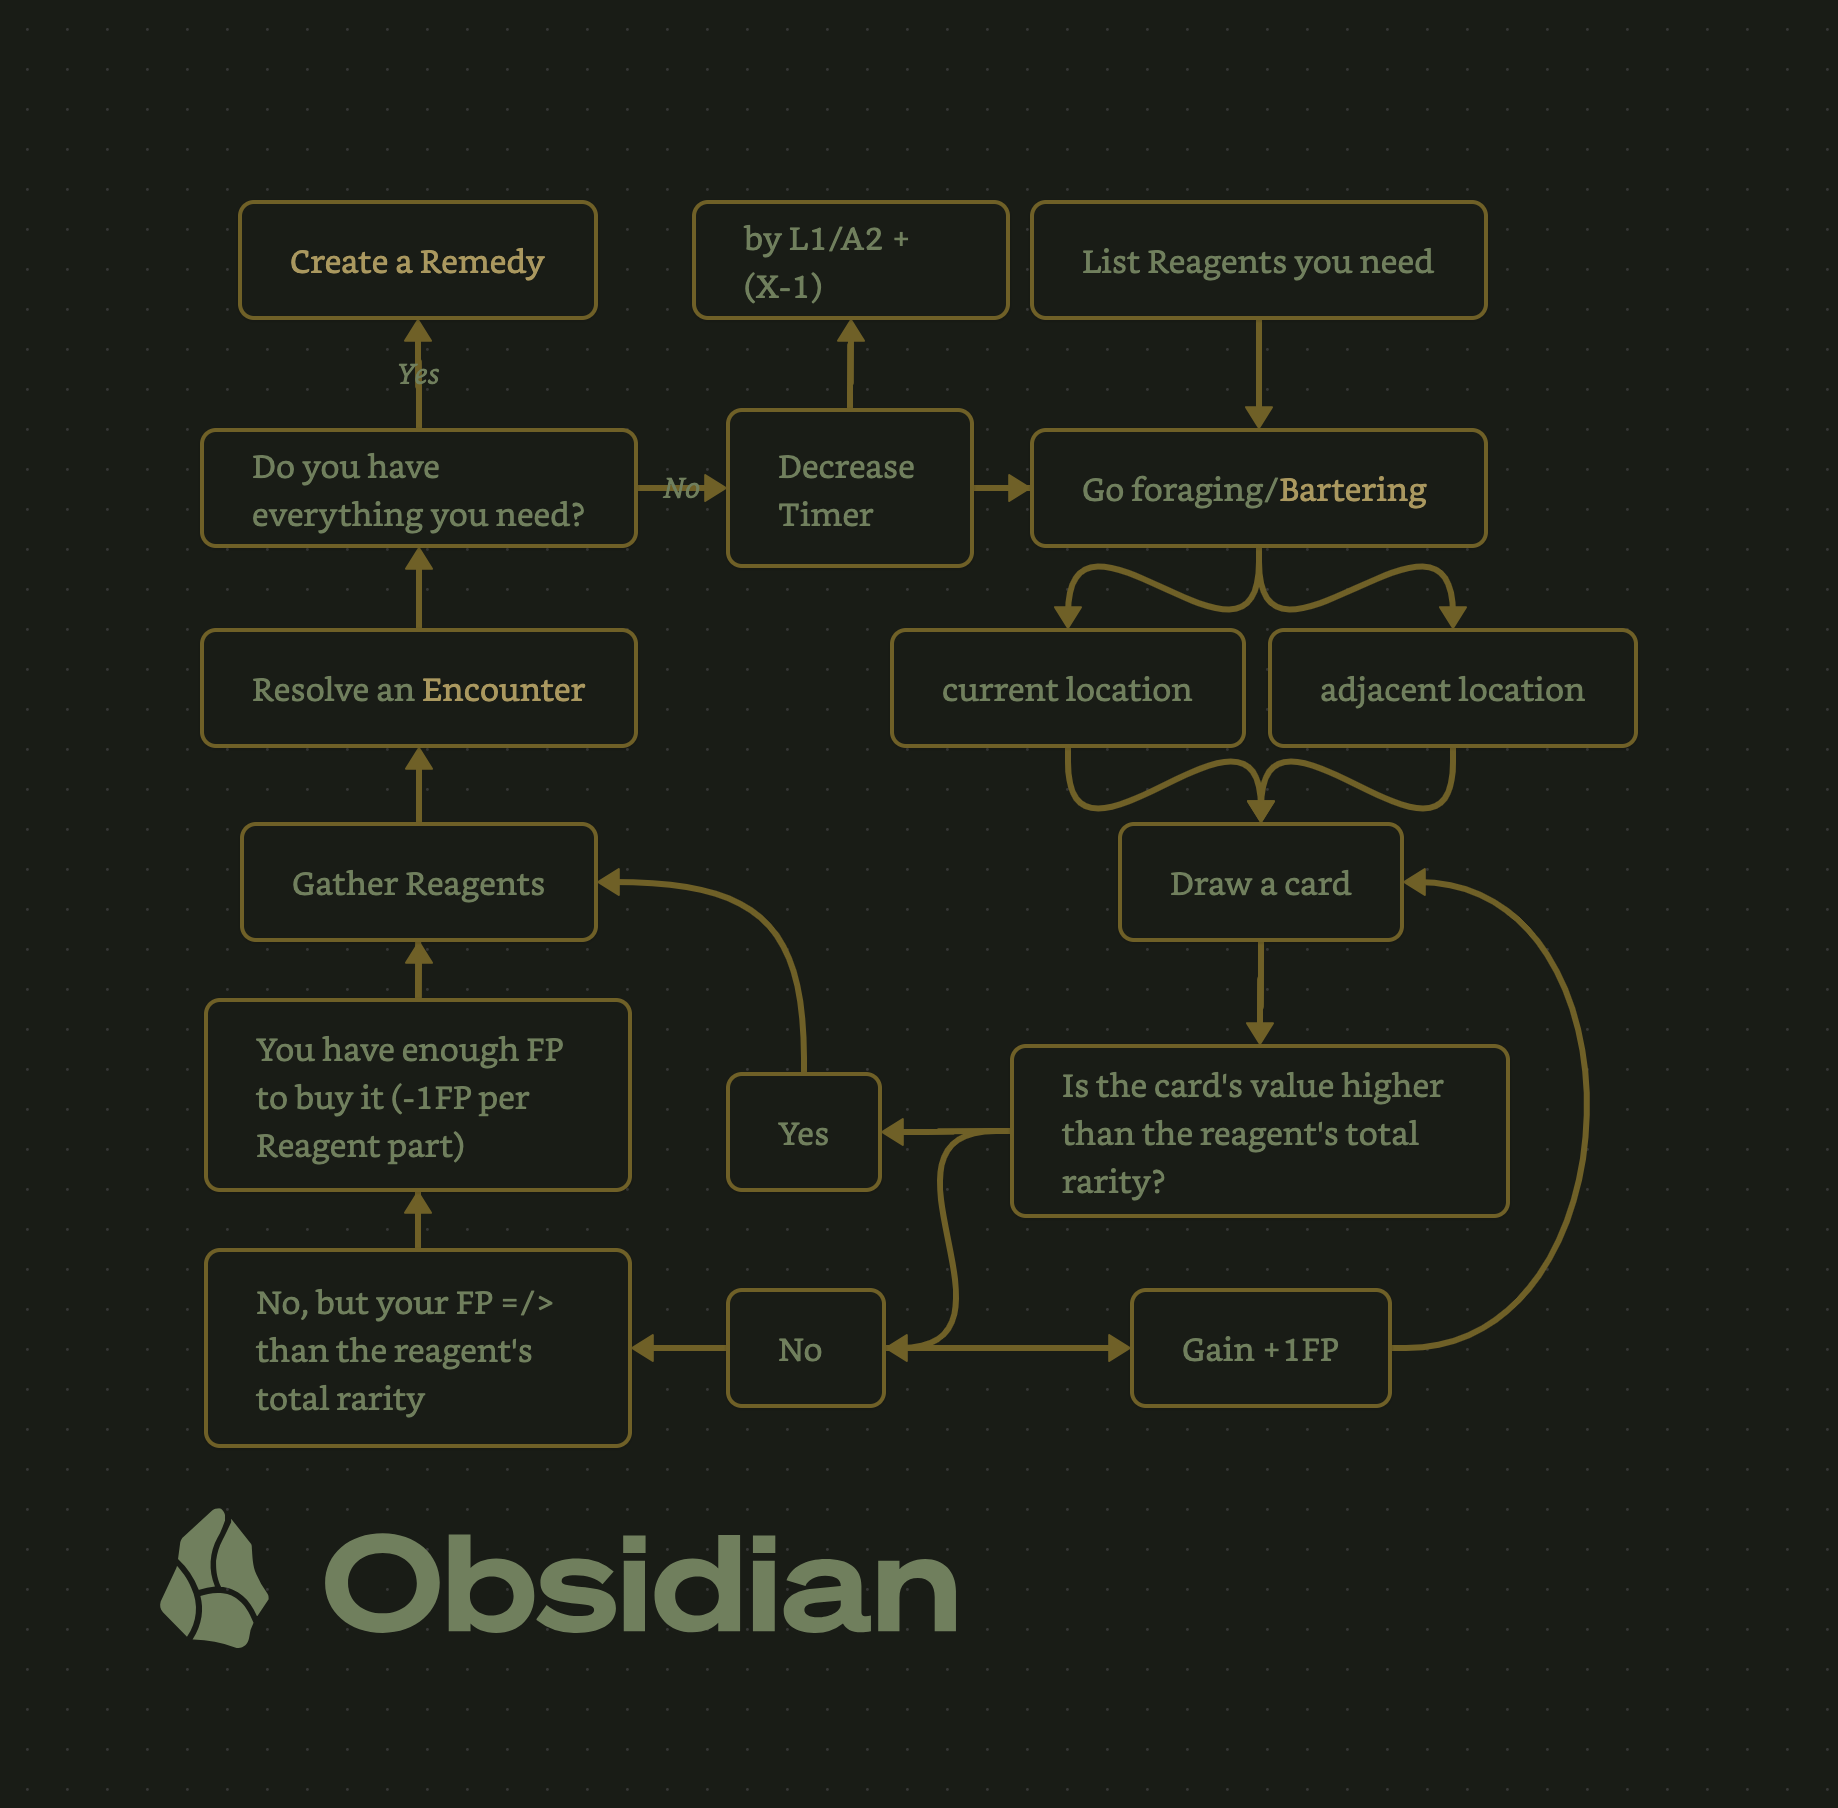 Create a Remedy
by L1/A2 +
(X-1)
List Reagents you need
Yes
Do you have
everything you need?
No
Decrease
Timer
Go foraging/Bartering
Resolve an Encounter
current location
adjacent location
Gather Reagents
Draw a card
You have enough FP
to buy it (-1FP per
Reagent part)
Yes
Is the card's value higher
than the reagent's total
rarity?
No, but your FP =/>
than the reagent's
total rarity
No
Gain +1FP
Obsidian